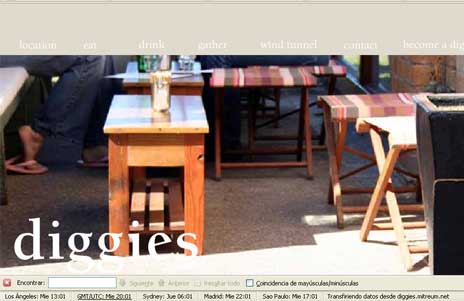 location eat drink gather wind tunnel contact become a dig
diggies
Encontrar: Siguiente Anterior Resaltar todo Coincidencia de mayúsculas/minúsculas
Los Ángeles: Mie 13:01 GMT/UTC: Mie 20:01 Sydney: Jue 06:01 Madrid: Mie 22:01 Sao Paulo: Mie 17:01 Transfiriendo datos desde diggies.mitreum.net